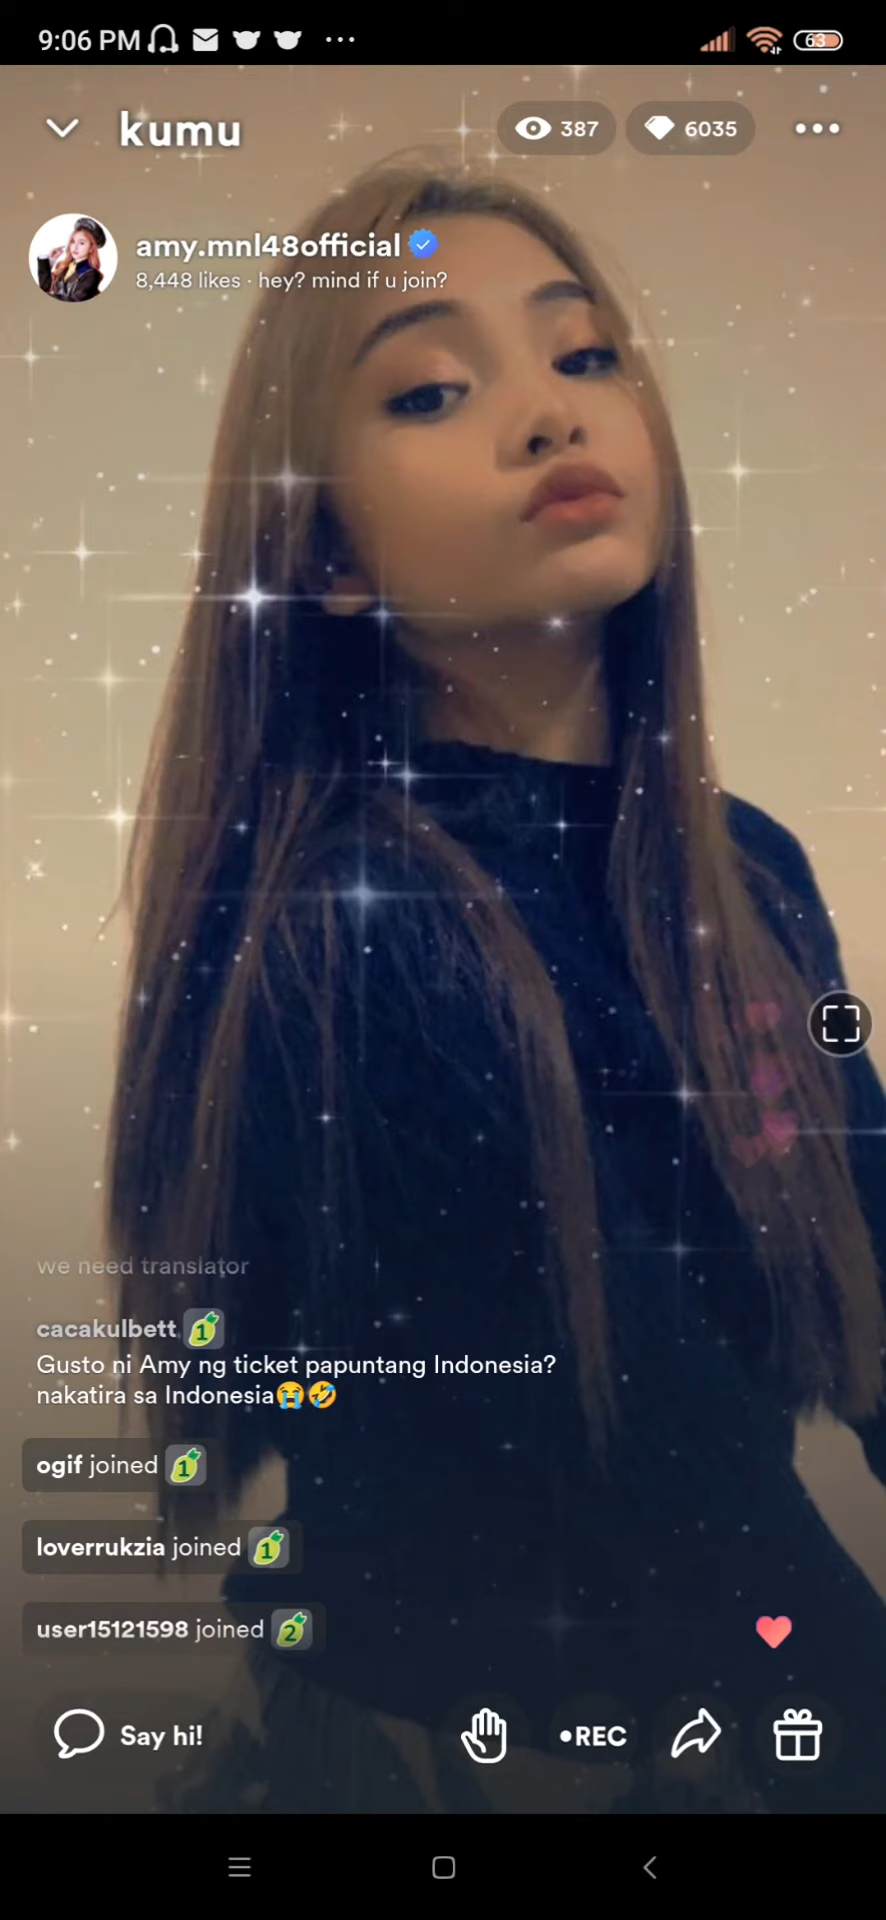 9:06 PM
63
kumu
387
6035
amy.mnl48official
8,448 likes · hey? mind if u join?
we need translator
cacakulbett 1
Gusto ni Amy ng ticket papuntang Indonesia?
nakatira sa Indonesia😭🤣
ogif joined 1
loverrukzia joined 1
user15121598 joined 2
Say hi!
•REC